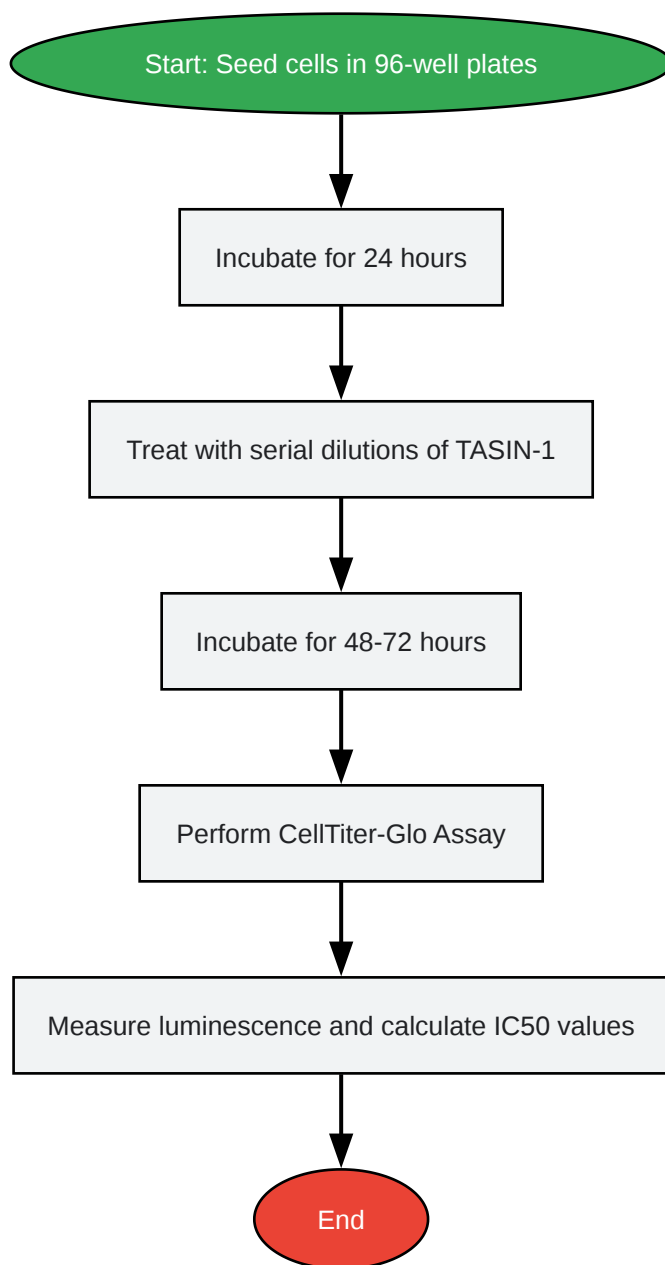 Start: Seed cells in 96-well plates
Incubate for 24 hours
Treat with serial dilutions of TASIN-1
Incubate for 48-72 hours
Perform CellTiter-Glo Assay
Measure luminescence and calculate IC50 values
End